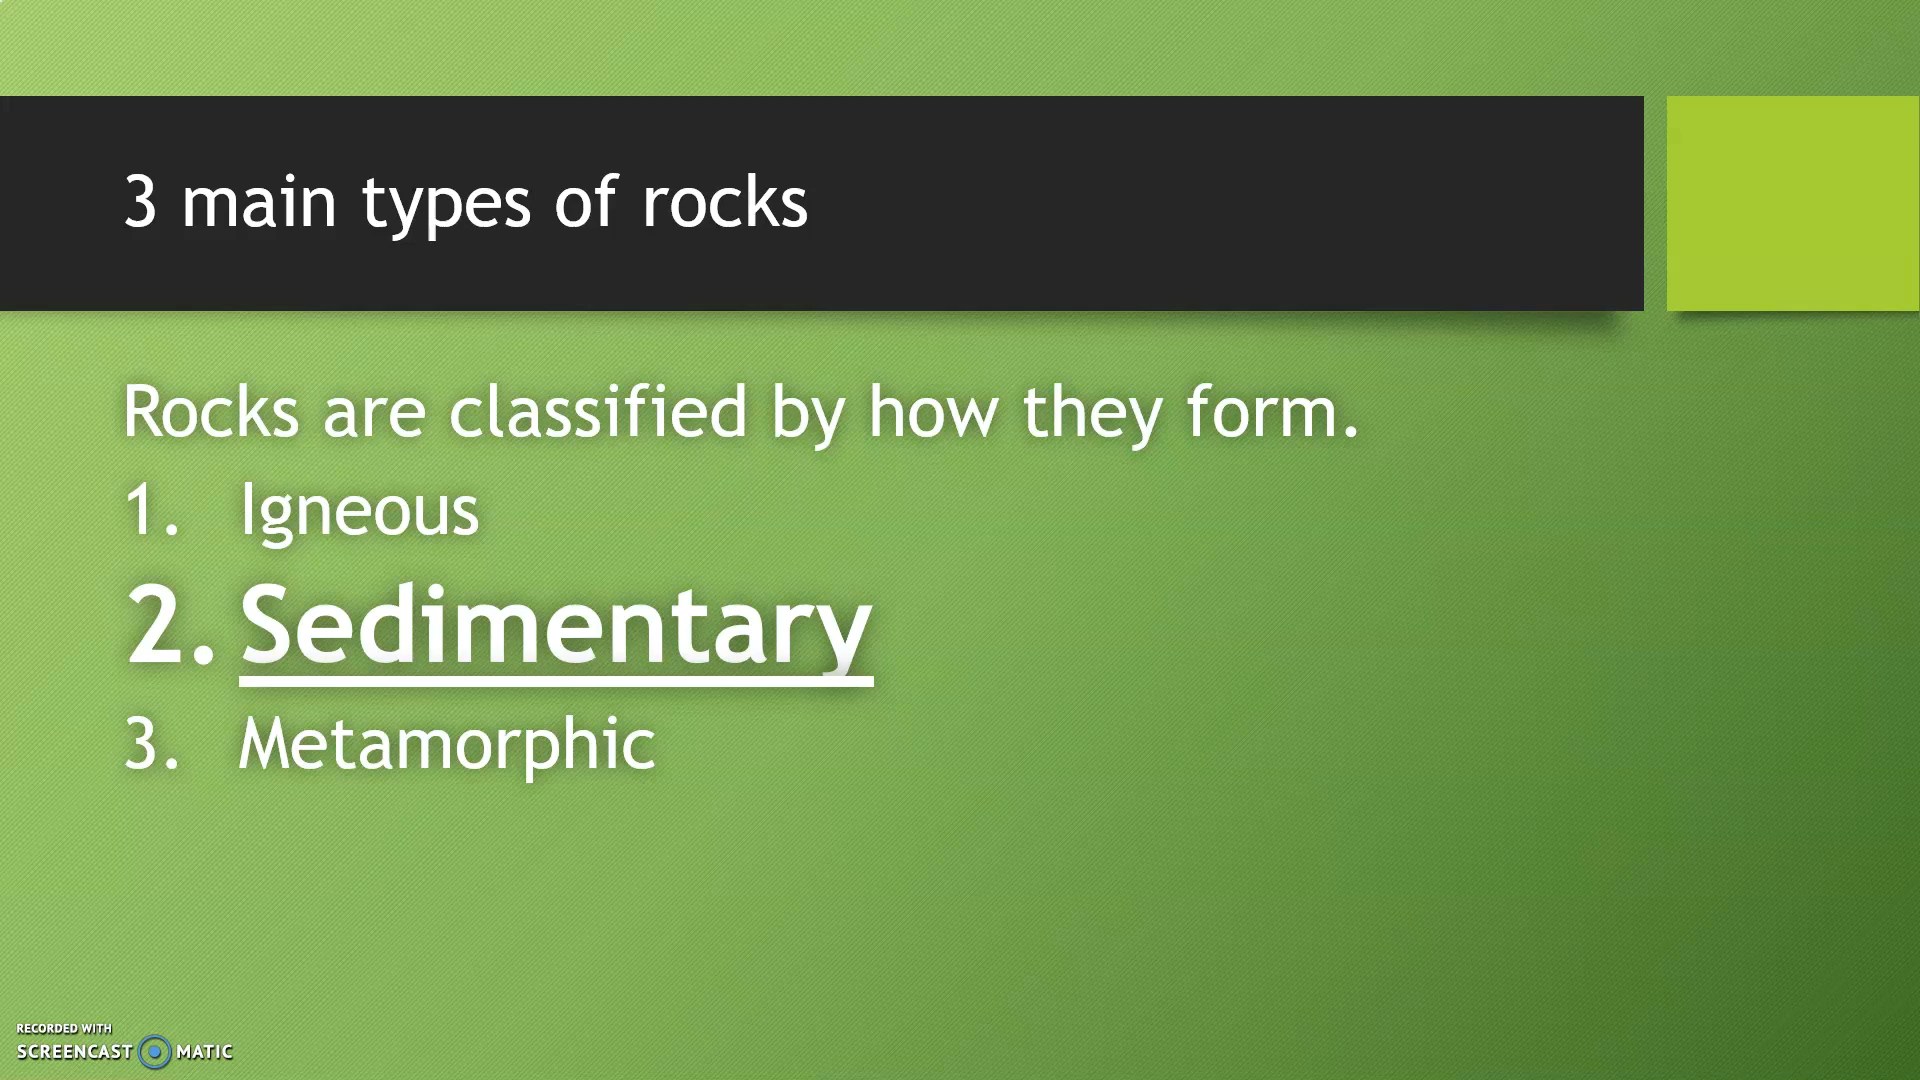 3 main types of rocks
Rocks are classified by how they form.
1. Igneous
2. Sedimentary
3. Metamorphic
RECORDED WITH
SCREENCAST MATIC